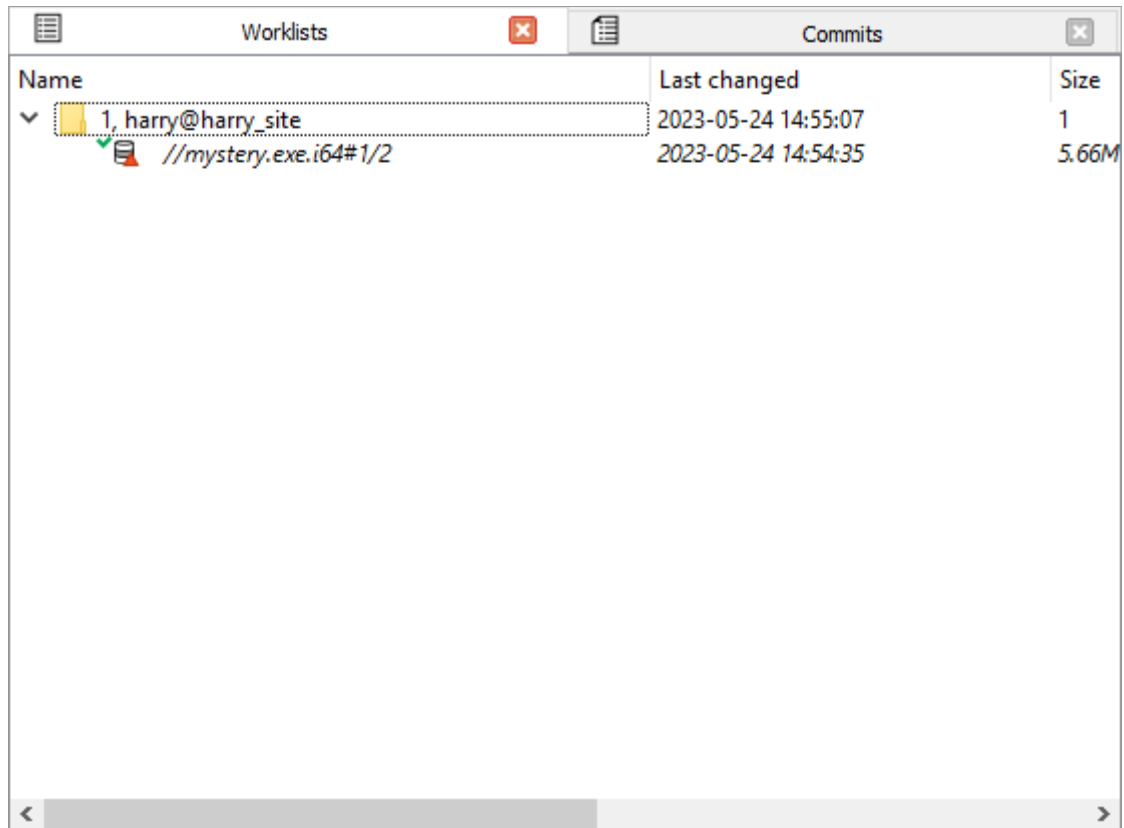 Worklists Commits
Name Last changed Size
1, harry@harry_site 2023-05-24 14:55:07 1
//mystery.exe.i64#1/2 2023-05-24 14:54:35 5.66M